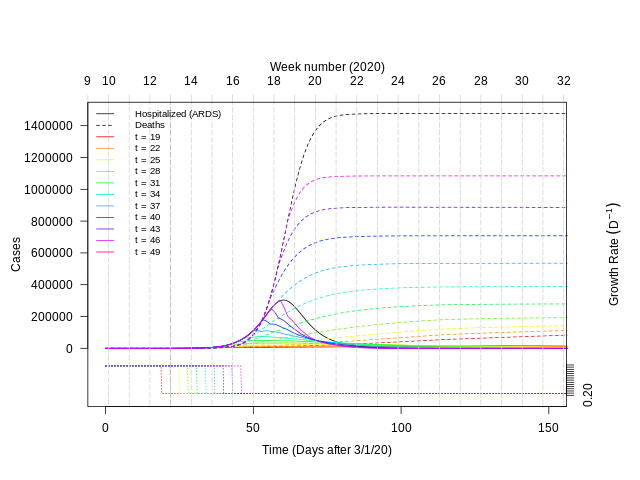 Week number (2020)
9 10 12 14 16 18 20 22 24 26 28 30 32
Hospitalized (ARDS)
Deaths
t = 19
t = 22
t = 25
t = 28
t = 31
t = 34
t = 37
t = 40
t = 43
t = 46
t = 49
1400000
1200000
1000000
800000
600000
400000
200000
0
Cases
Growth Rate (D⁻¹)
0.20
0 50 100 150
Time (Days after 3/1/20)